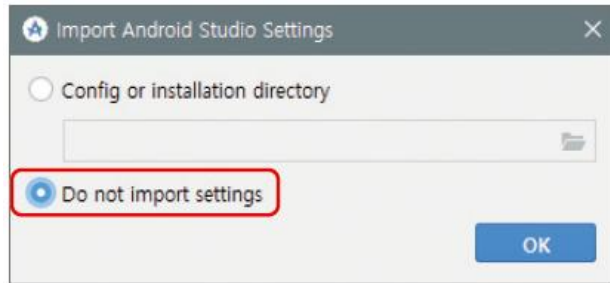 Import Android Studio Settings
Config or installation directory
Do not import settings
OK